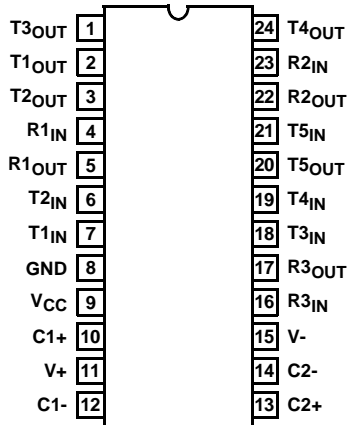 T3OUT 1 24 T4OUT
T1OUT 2 23 R2IN
T2OUT 3 22 R2OUT
R1IN 4 21 T5IN
R1OUT 5 20 T5OUT
T2IN 6 19 T4IN
T1IN 7 18 T3IN
GND 8 17 R3OUT
VCC 9 16 R3IN
C1+ 10 15 V-
V+ 11 14 C2-
C1- 12 13 C2+